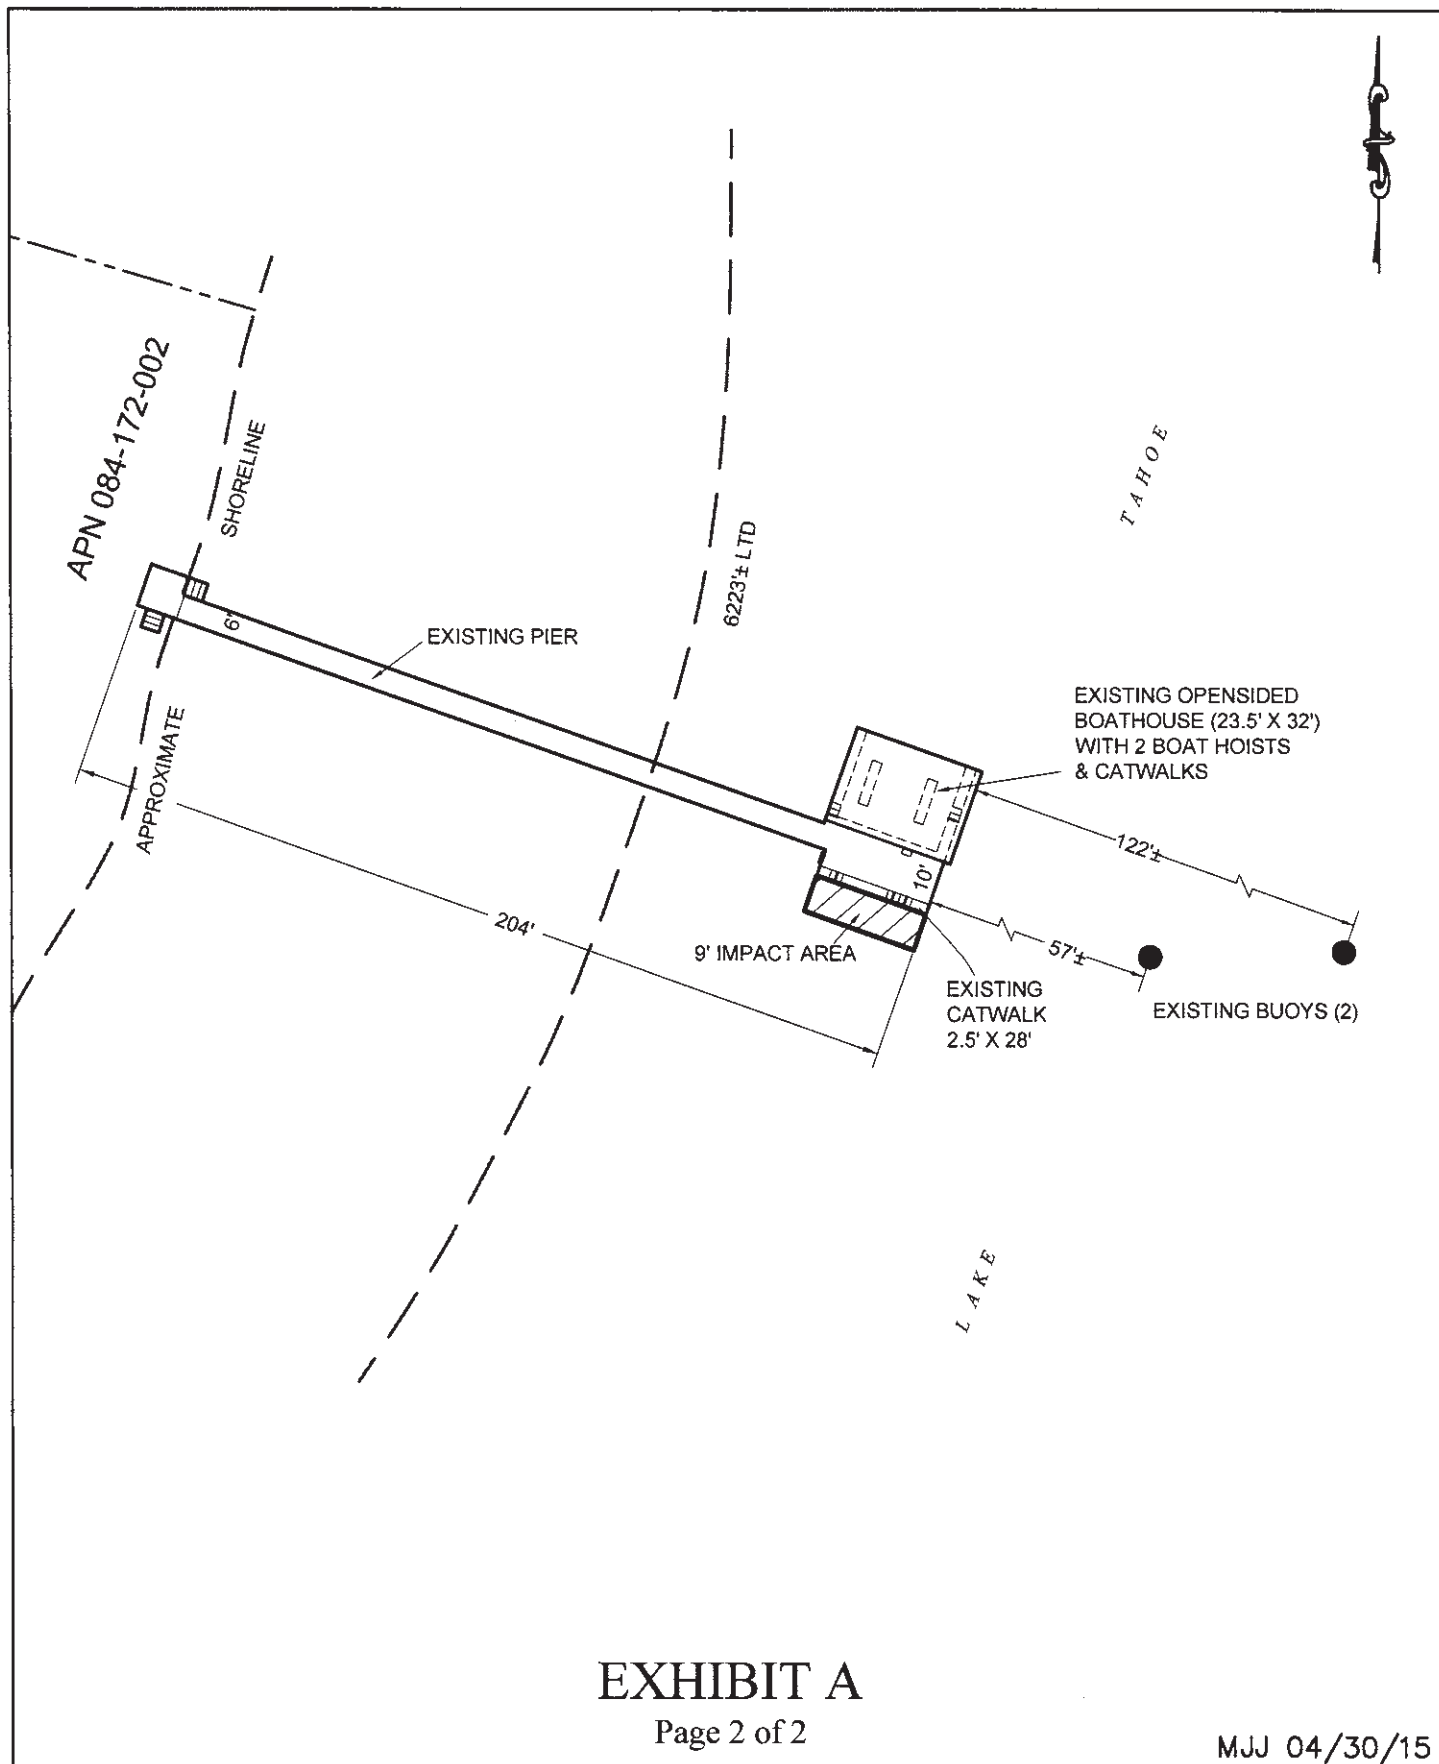 APN 084-172-002
SHORELINE
APPROXIMATE
6'
EXISTING PIER
6223'± LTD
TAHOE
EXISTING OPENSIDED
BOATHOUSE (23.5' X 32')
WITH 2 BOAT HOISTS
& CATWALKS
122'±
10'
57'±
204'
9' IMPACT AREA
EXISTING
CATWALK
2.5' X 28'
EXISTING BUOYS (2)
LAKE
EXHIBIT A
Page 2 of 2
MJJ 04/30/15